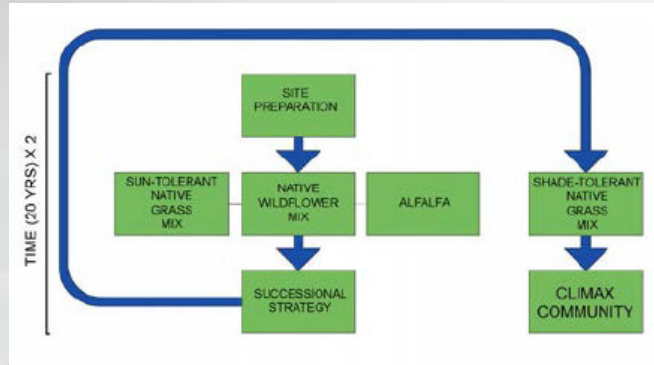 TIME (20 YRS) X 2
SITE
PREPARATION
SUN-TOLERANT
NATIVE
GRASS
MIX
NATIVE
WILDFLOWER
MIX
ALFALFA
SHADE-TOLERANT
NATIVE
GRASS
MIX
SUCCESSIONAL
STRATEGY
CLIMAX
COMMUNITY